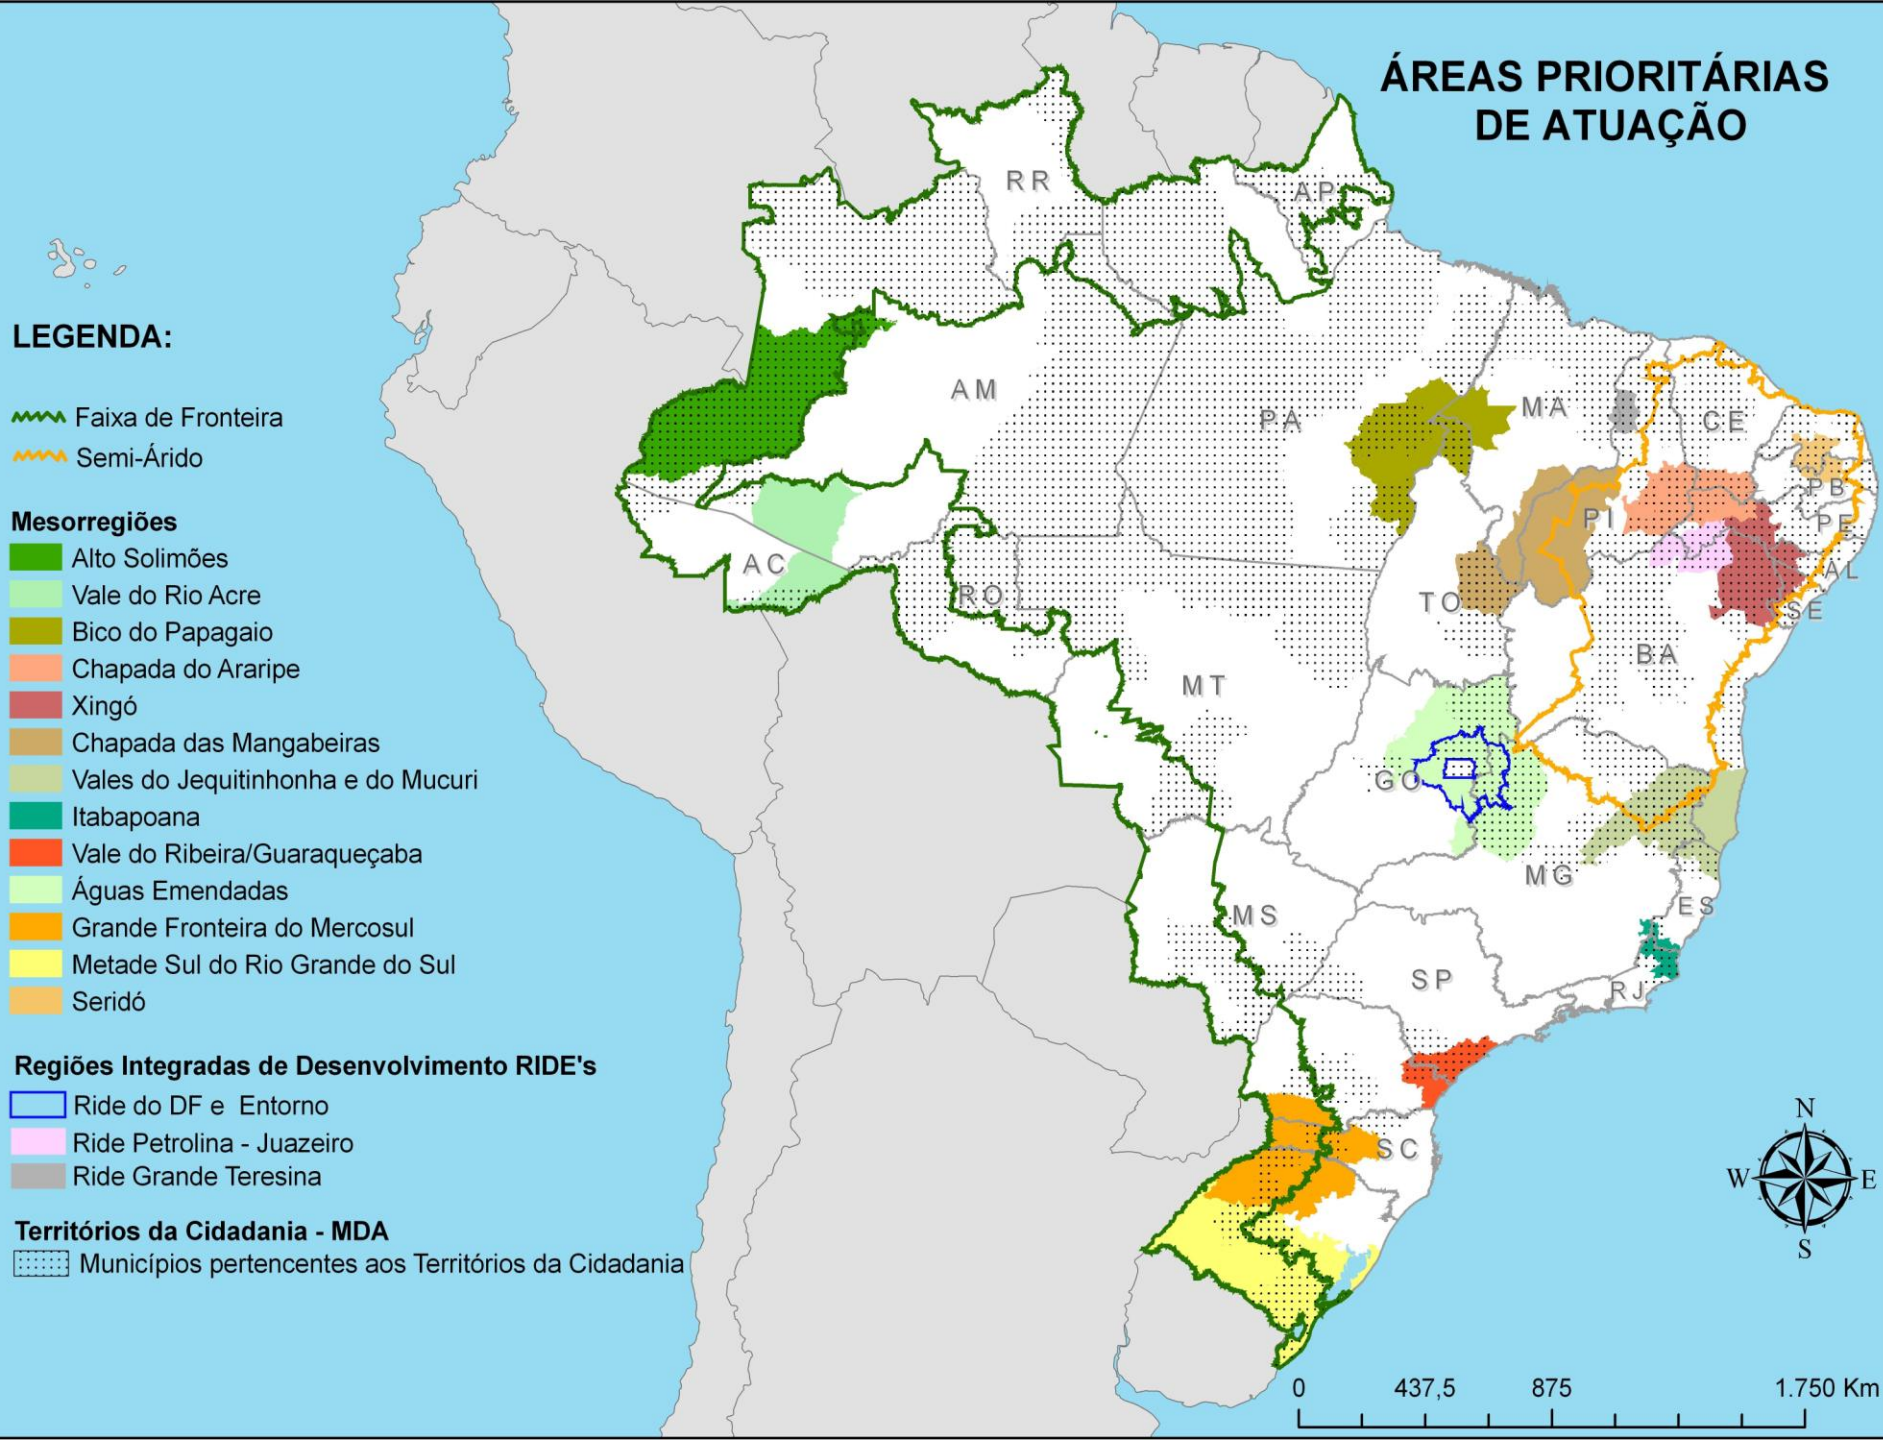 ÁREAS PRIORITÁRIAS
DE ATUAÇÃO
LEGENDA:
Faixa de Fronteira
Semi-Árido
Mesorregiões
Alto Solimões
Vale do Rio Acre
Bico do Papagaio
Chapada do Araripe
Xingó
Chapada das Mangabeiras
Vales do Jequitinhonha e do Mucuri
Itabapoana
Vale do Ribeira/Guaraqueçaba
Águas Emendadas
Grande Fronteira do Mercosul
Metade Sul do Rio Grande do Sul
Seridó
Regiões Integradas de Desenvolvimento RIDE's
Ride do DF e Entorno
Ride Petrolina - Juazeiro
Ride Grande Teresina
Territórios da Cidadania - MDA
Municípios pertencentes aos Territórios da Cidadania
RR
AP
AM
PA
MA
CE
PB
PE
PI
AL
SE
AC
RO
TO
BA
MT
GO
MG
ES
MS
SP
RJ
SC
N
W
E
S
0 437,5 875 1.750 Km